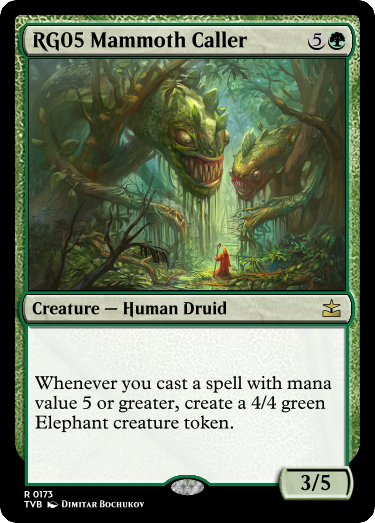 RG05 Mammoth Caller 5
Creature — Human Druid
Whenever you cast a spell with mana
value 5 or greater, create a 4/4 green
Elephant creature token.
3/5
R 0173
TVB Dimitar Bochukov